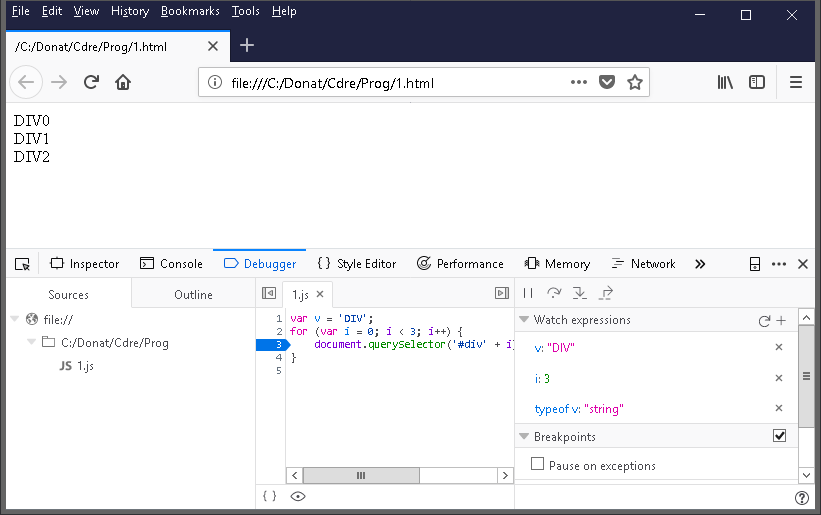 File Edit View History Bookmarks Tools Help
/C:/Donat/Cdre/Prog/1.html
file:///C:/Donat/Cdre/Prog/1.html
DIV0
DIV1
DIV2
Inspector Console Debugger { } Style Editor Performance Memory Network
Sources Outline
file://
C:/Donat/Cdre/Prog
JS 1.js
1.js
1 var v = 'DIV';
2 for (var i = 0; i < 3; i++) {
3 document.querySelector('#div' + i)
4 }
5
{ }
Watch expressions
v: "DIV"
i: 3
typeof v: "string"
Breakpoints
Pause on exceptions